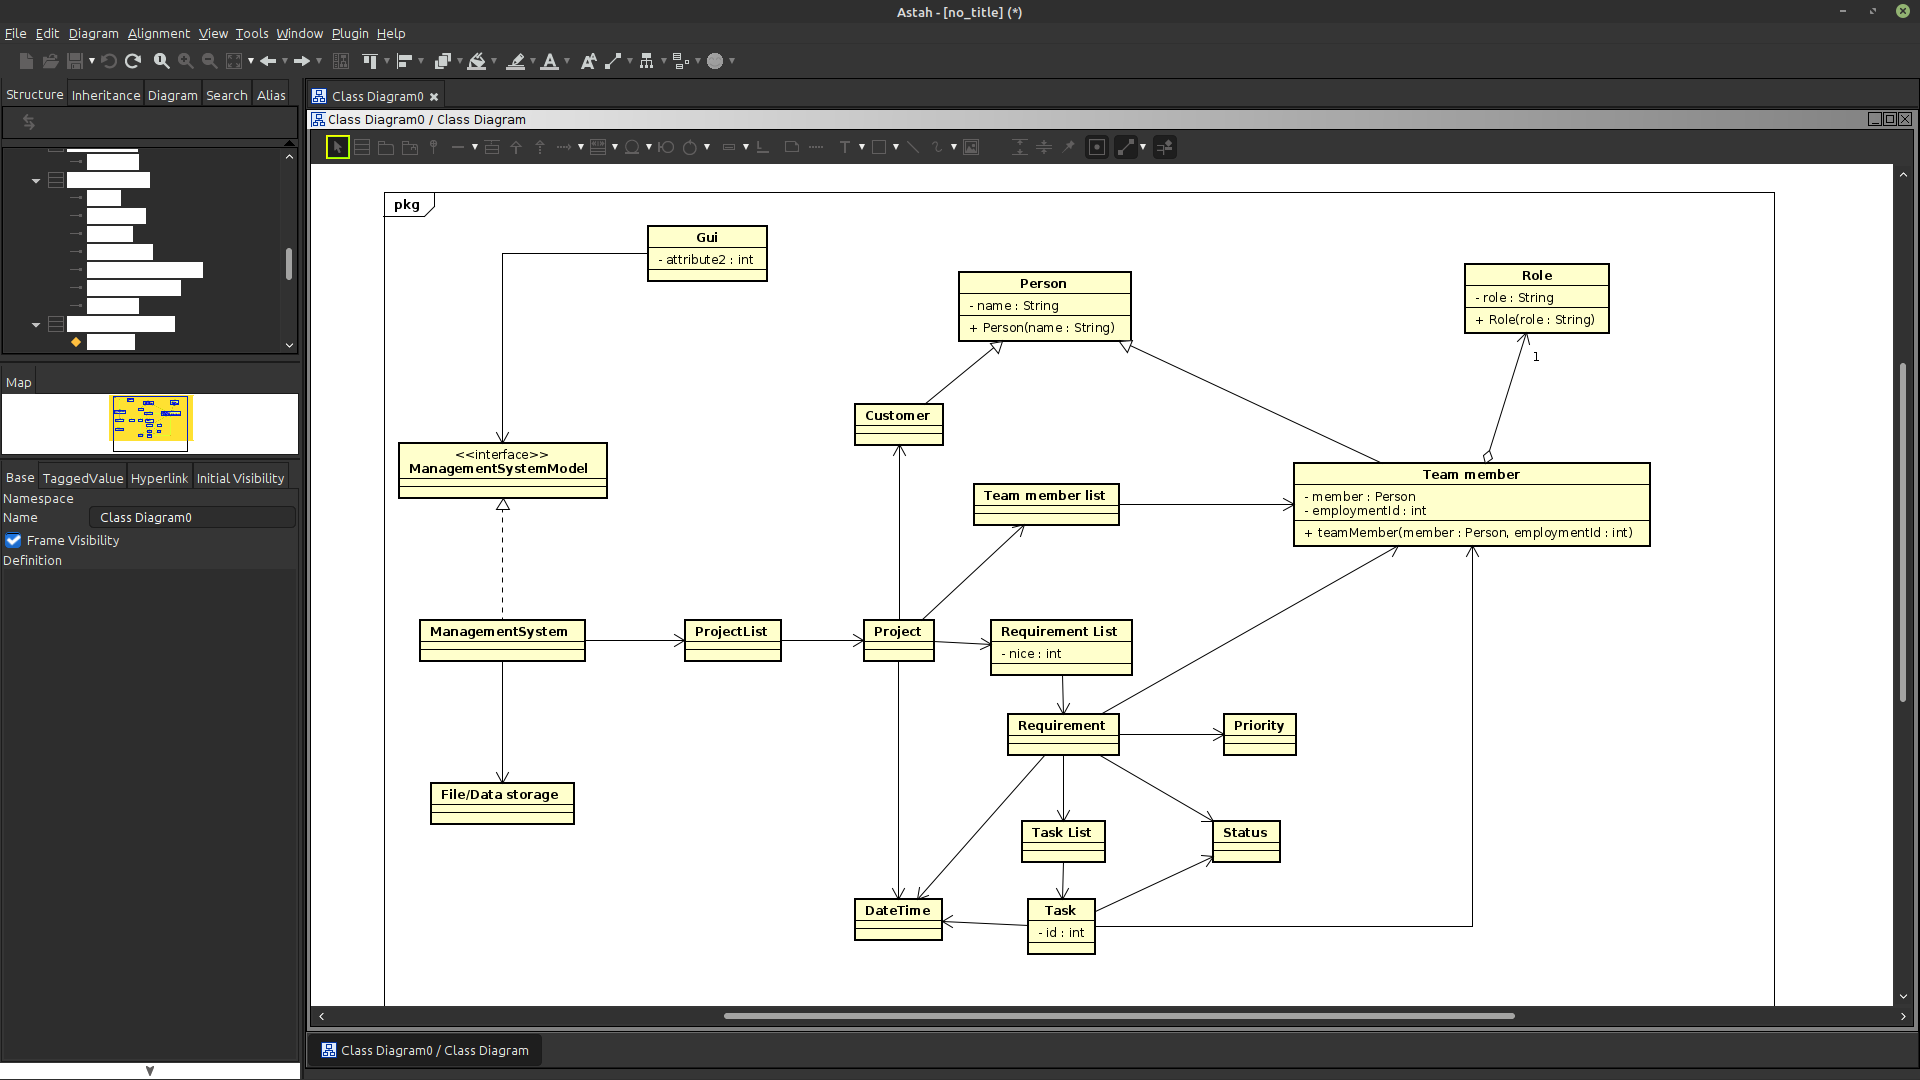 Astah - [no_title] (*)
File Edit Diagram Alignment View Tools Window Plugin Help
Structure Inheritance Diagram Search Alias
Class Diagram0
Class Diagram0 / Class Diagram
Map
Base TaggedValue Hyperlink Initial Visibility
Namespace
Name Class Diagram0
Frame Visibility
Definition
pkg
Gui
- attribute2 : int
Person
- name : String
+ Person(name : String)
Role
- role : String
+ Role(role : String)
1
Customer
<<interface>>
ManagementSystemModel
Team member
- member : Person
- employmentId : int
+ teamMember(member : Person, employmentId : int)
Team member list
ManagementSystem
ProjectList
Project
Requirement List
- nice : int
Requirement
Priority
File/Data storage
Task List
Status
DateTime
Task
- id : int
Class Diagram0 / Class Diagram